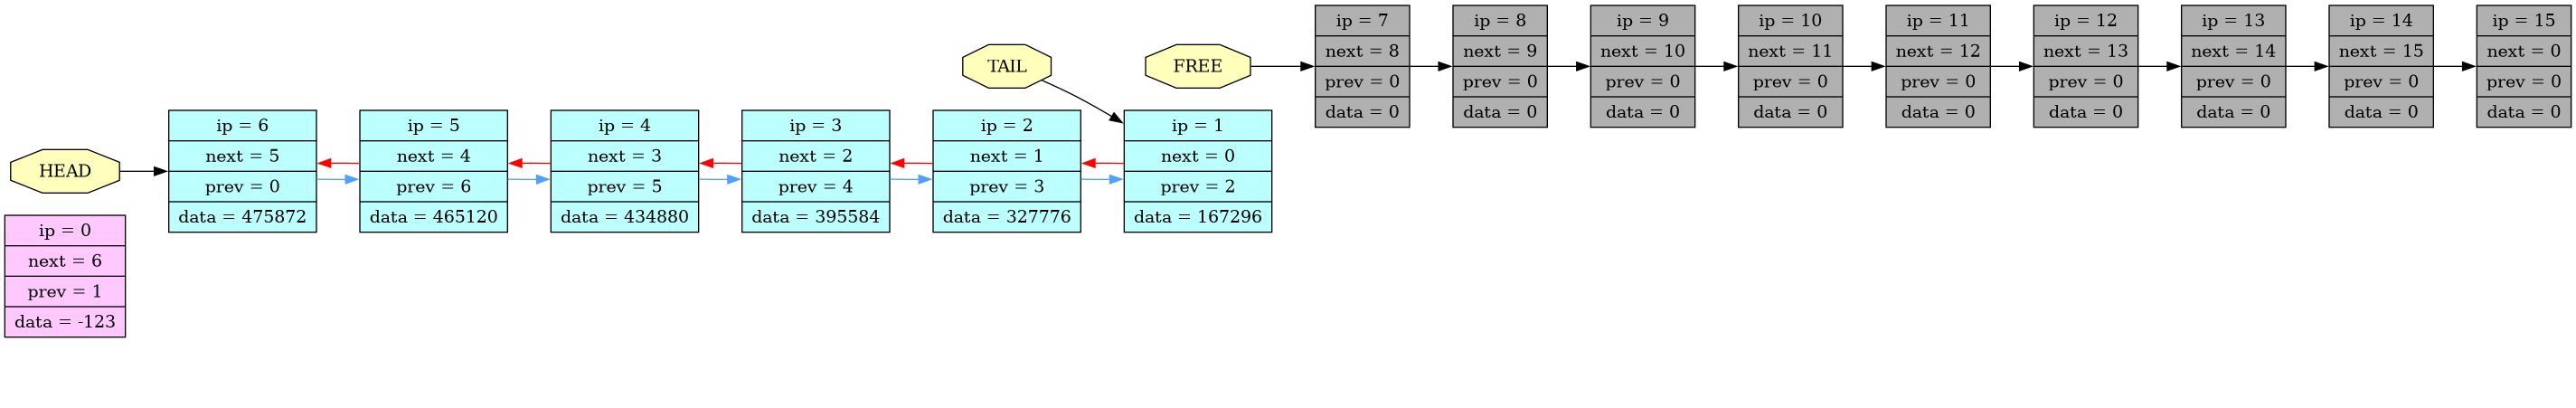 HEAD
ip = 0
next = 6
prev = 1
data = -123
ip = 6
next = 5
prev = 0
data = 475872
ip = 5
next = 4
prev = 6
data = 465120
ip = 4
next = 3
prev = 5
data = 434880
ip = 3
next = 2
prev = 4
data = 395584
ip = 2
next = 1
prev = 3
data = 327776
TAIL
ip = 1
next = 0
prev = 2
data = 167296
FREE
ip = 7
next = 8
prev = 0
data = 0
ip = 8
next = 9
prev = 0
data = 0
ip = 9
next = 10
prev = 0
data = 0
ip = 10
next = 11
prev = 0
data = 0
ip = 11
next = 12
prev = 0
data = 0
ip = 12
next = 13
prev = 0
data = 0
ip = 13
next = 14
prev = 0
data = 0
ip = 14
next = 15
prev = 0
data = 0
ip = 15
next = 0
prev = 0
data = 0